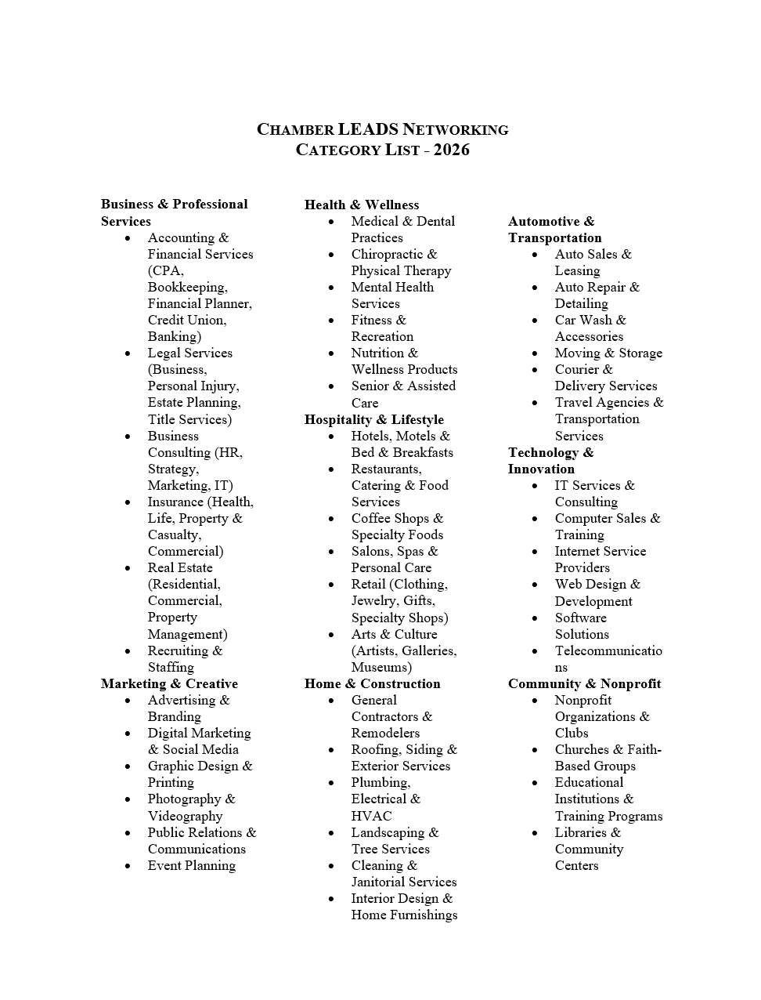 CHAMBER LEADS NETWORKING
CATEGORY LIST - 2026
Business & Professional
Services
• Accounting &
Financial Services
(CPA,
Bookkeeping,
Financial Planner,
Credit Union,
Banking)
• Legal Services
(Business,
Personal Injury,
Estate Planning,
Title Services)
• Business
Consulting (HR,
Strategy,
Marketing, IT)
• Insurance (Health,
Life, Property &
Casualty,
Commercial)
• Real Estate
(Residential,
Commercial,
Property
Management)
• Recruiting &
Staffing
Marketing & Creative
• Advertising &
Branding
• Digital Marketing
& Social Media
• Graphic Design &
Printing
• Photography &
Videography
• Public Relations &
Communications
• Event Planning
Health & Wellness
• Medical & Dental
Practices
• Chiropractic &
Physical Therapy
• Mental Health
Services
• Fitness &
Recreation
• Nutrition &
Wellness Products
• Senior & Assisted
Care
Hospitality & Lifestyle
• Hotels, Motels &
Bed & Breakfasts
• Restaurants,
Catering & Food
Services
• Coffee Shops &
Specialty Foods
• Salons, Spas &
Personal Care
• Retail (Clothing,
Jewelry, Gifts,
Specialty Shops)
• Arts & Culture
(Artists, Galleries,
Museums)
Home & Construction
• General
Contractors &
Remodelers
• Roofing, Siding &
Exterior Services
• Plumbing,
Electrical &
HVAC
• Landscaping &
Tree Services
• Cleaning &
Janitorial Services
• Interior Design &
Home Furnishings
Automotive &
Transportation
• Auto Sales &
Leasing
• Auto Repair &
Detailing
• Car Wash &
Accessories
• Moving & Storage
• Courier &
Delivery Services
• Travel Agencies &
Transportation
Services
Technology &
Innovation
• IT Services &
Consulting
• Computer Sales &
Training
• Internet Service
Providers
• Web Design &
Development
• Software
Solutions
• Telecommunicatio
ns
Community & Nonprofit
• Nonprofit
Organizations &
Clubs
• Churches & Faith-
Based Groups
• Educational
Institutions &
Training Programs
• Libraries &
Community
Centers